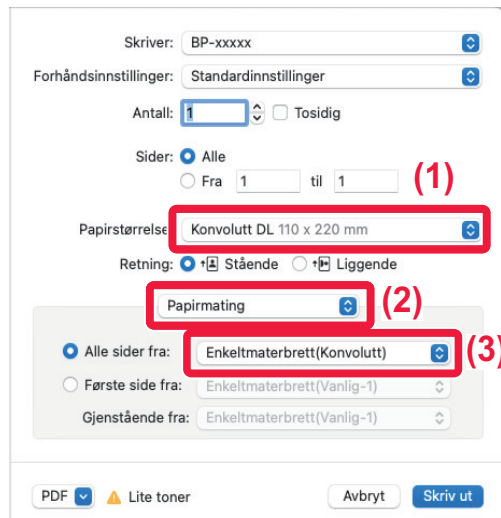 Skriver: BP-xxxxx
Forhåndsinnstillinger: Standardinnstillinger
Antall: 1 Tosidig
Sider: Alle
Fra 1 til 1
(1)
Papirstørrelse Konvolutt DL 110 x 220 mm
Retning: Stående Liggende
Papirmating (2)
Alle sider fra: Enkeltmaterbrett(Konvolutt) (3)
Første side fra: Enkeltmaterbrett(Vanlig-1)
Gjenstående fra: Enkeltmaterbrett(Vanlig-1)
PDF Lite toner Avbryt Skriv ut